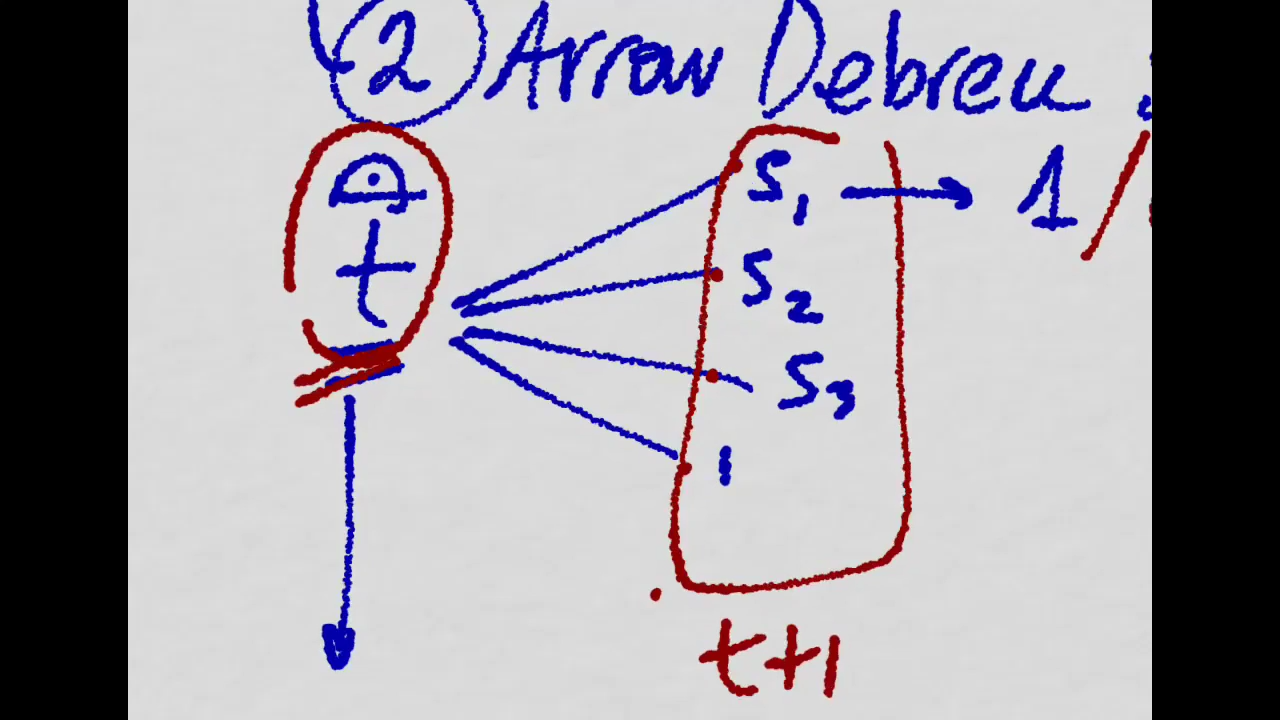 ② Arrow Debreu
S₁ → 1 /
t
S₂
S₃
t+1